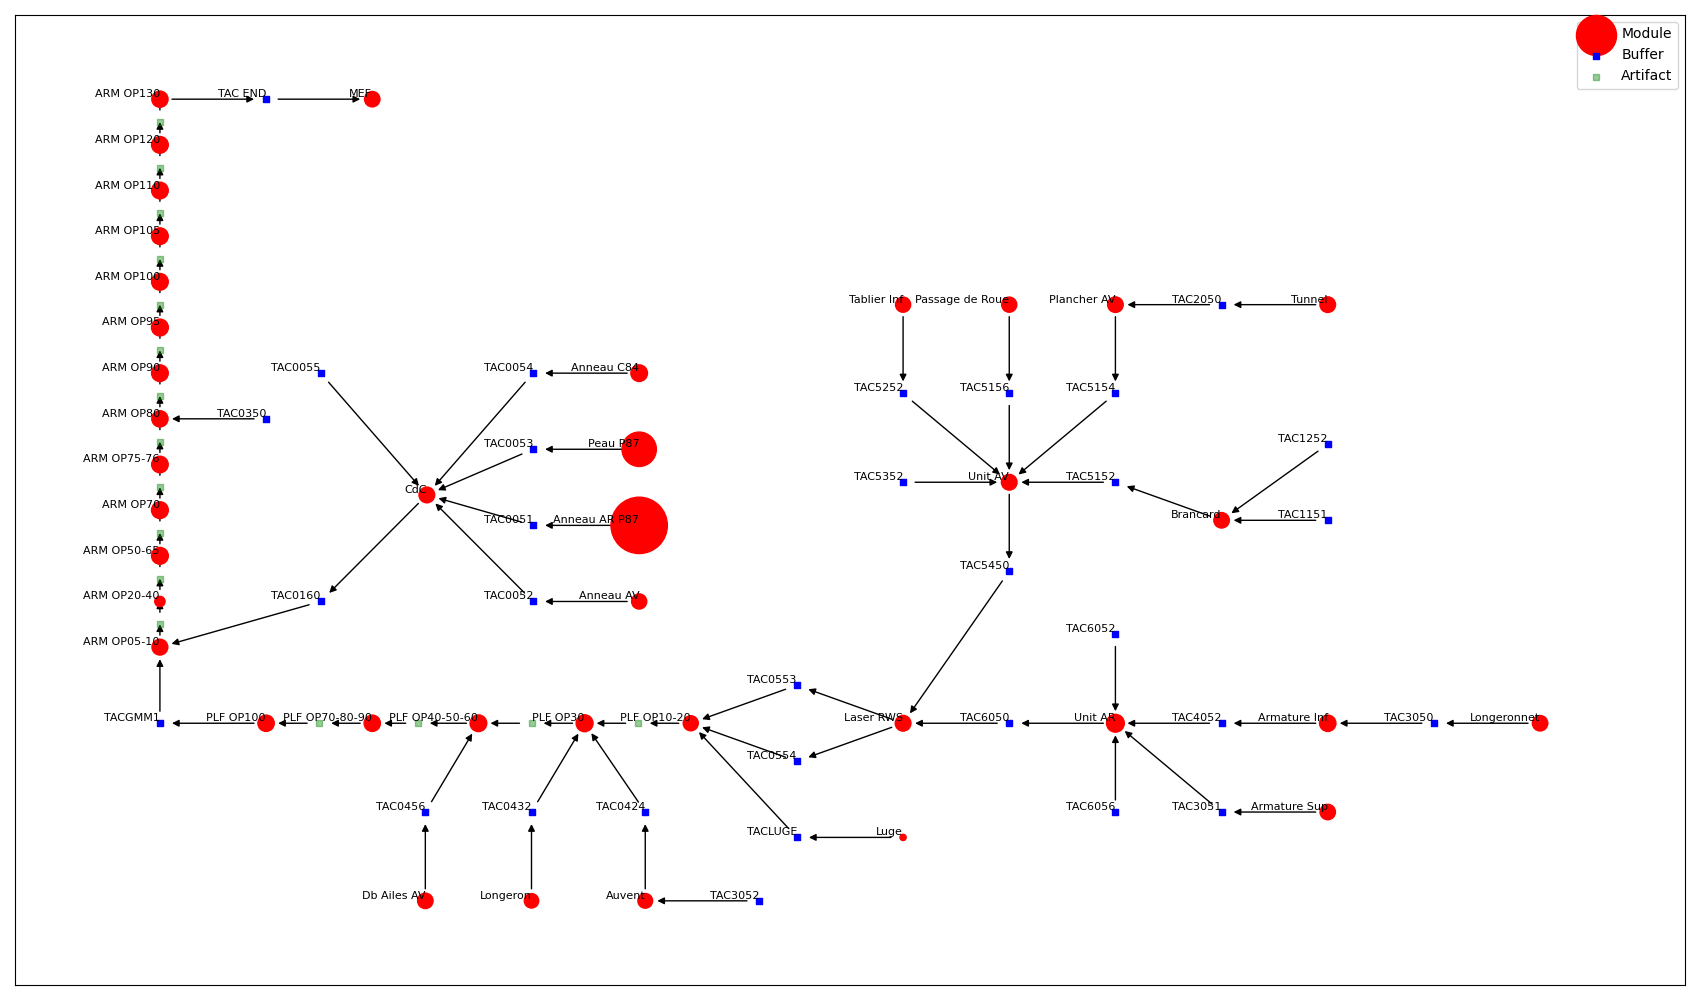 Module
Buffer
Artifact
ARM OP130
TAC END
MEF
ARM OP120
ARM OP110
ARM OP105
ARM OP100
Tablier Inf
Passage de Roue
Plancher AV
TAC2050
Tunnel
ARM OP95
ARM OP90
TAC0055
TAC0054
Anneau C84
TAC5252
TAC5156
TAC5154
ARM OP80
TAC0350
TAC0053
Peau P87
TAC1252
ARM OP75-76
CdC
TAC5352
Unit AV
TAC5152
ARM OP70
TAC0051
Anneau AR P87
Brancard
TAC1151
ARM OP50-65
TAC5450
ARM OP20-40
TAC0160
TAC0052
Anneau AV
TAC6052
ARM OP05-10
TAC0553
TACGMM1
PLF OP100
PLF OP70-80-90
PLF OP40-50-60
PLF OP30
PLF OP10-20
Laser RWS
TAC6050
Unit AR
TAC4052
Armature Inf
TAC3050
Longeronnet
TAC0554
TAC0456
TAC0432
TAC0424
TAC6056
TAC3051
Armature Sup
TACLUGE
Luge
Db Ailes AV
Longeron
Auvent
TAC3052